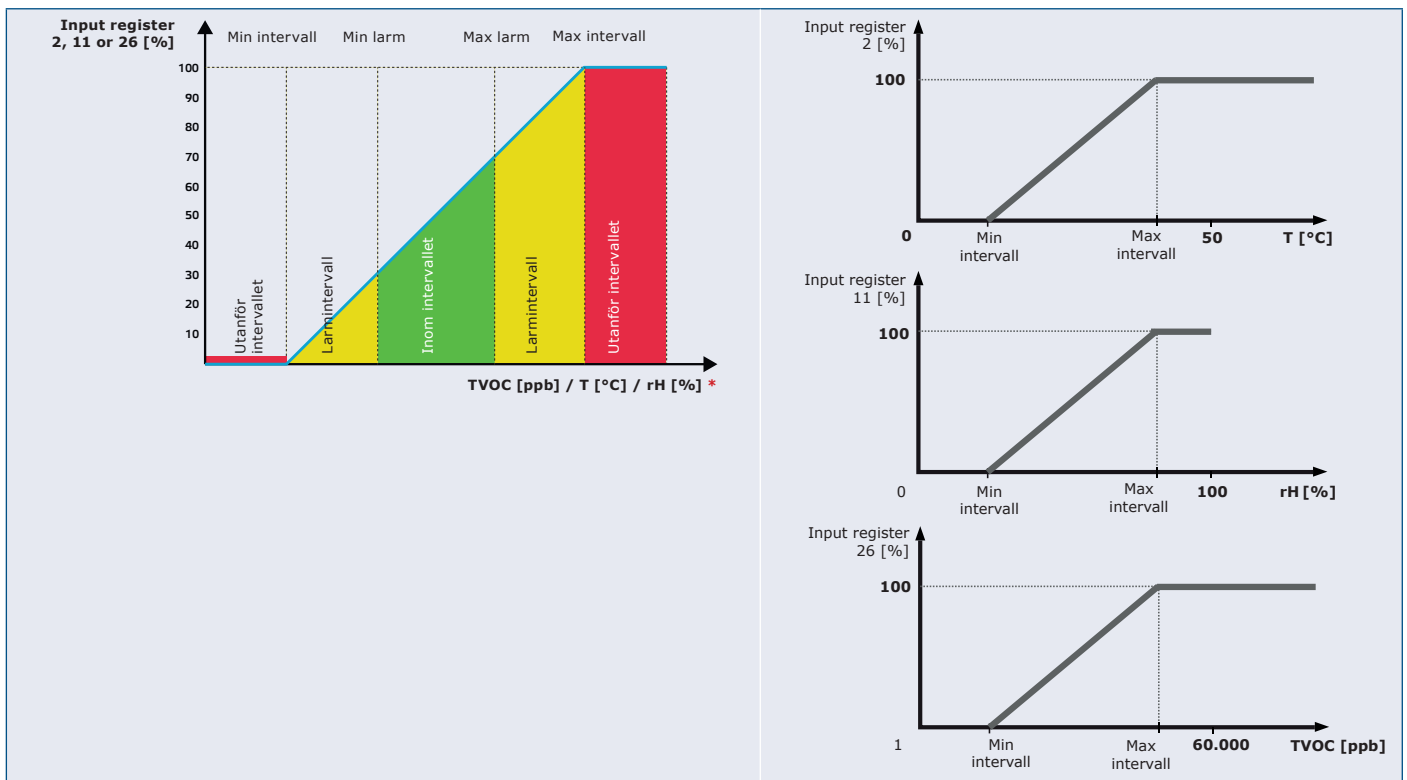 Input register
2, 11 or 26 [%]
Min intervall
Min larm
Max larm
Max intervall
100
90
80
70
60
50
40
30
20
10
Utanför
intervallet
Larmintervall
Inom intervallet
Larmintervall
Utanför intervallet
TVOC [ppb] / T [°C] / rH [%] *
Input register
2 [%]
100
0
Min
intervall
Max
intervall
50
T [°C]
Input register
11 [%]
100
0
Min
intervall
Max
intervall
100
rH [%]
Input register
26 [%]
100
1
Min
intervall
Max
intervall
60.000
TVOC [ppb]